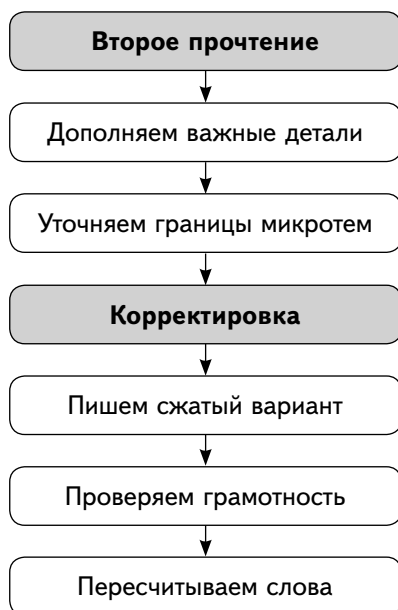 Второе прочтение
Дополняем важные детали
Уточняем границы микротем
Корректировка
Пишем сжатый вариант
Проверяем грамотность
Пересчитываем слова